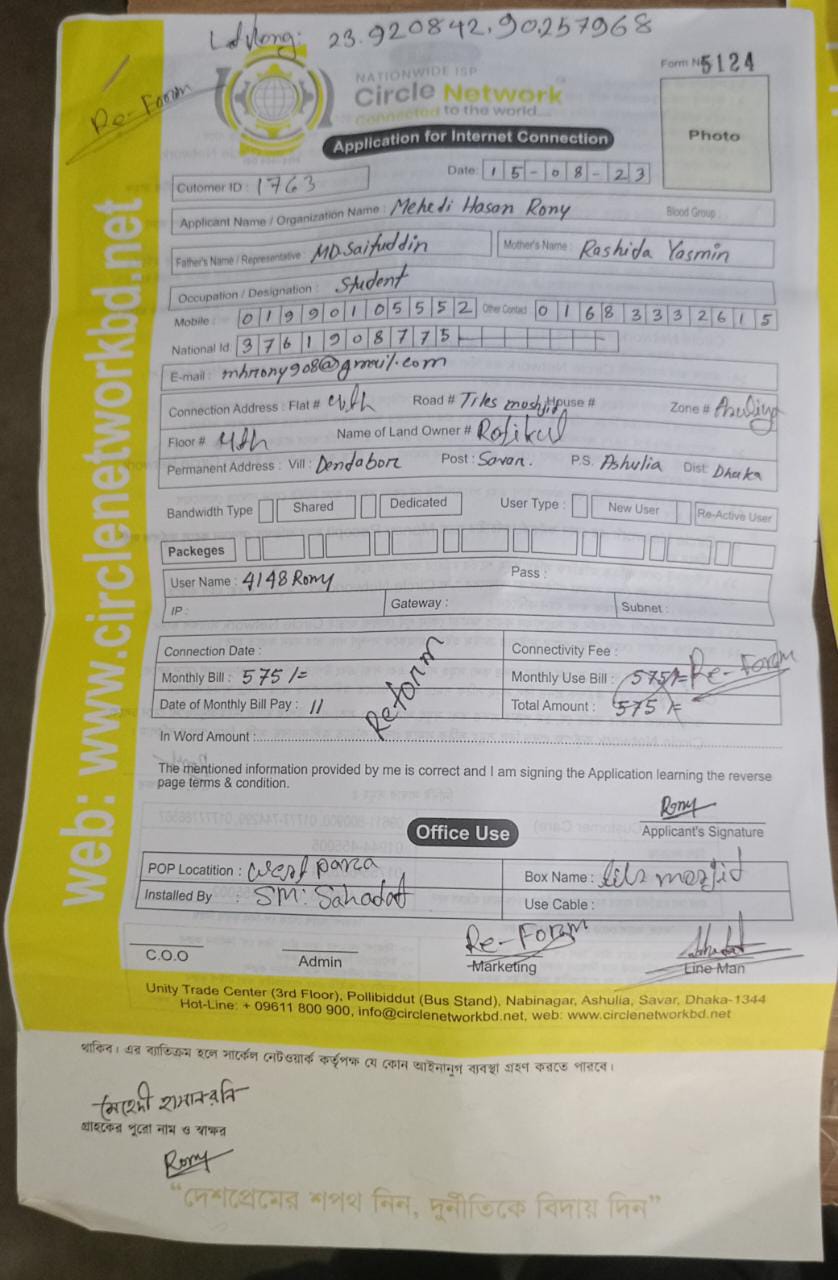 Lat/long: 23.920842,90.257968
Form No 5124
Re-Form
NATIONWIDE ISP
Circle Network
Connected to the world...
Application for Internet Connection
Photo
Date: 15-08-23
Cutomer ID : 1763
Applicant Name / Organization Name : Mehedi Hasan Rony Blood Group :
Father's Name / Representative : MD.Saifuddin Mother's Name : Rashida Yasmin
Occupation / Designation : Student
Mobile : 01990105552 Other Contact 01683332615
National Id 3761908775
E-mail : mhrony908@gmail.com
Connection Address : Flat # 4th Road # Tiles moshjid House # Zone #
Floor # 4th Name of Land Owner # Rofikul
Permanent Address : Vill : Dendabor Post : Savar. P.S. Ashulia Dist: Dhaka
Bandwidth Type Shared Dedicated User Type : New User Re-Active User
Packeges
User Name : 4148Rony Pass :
IP : Gateway : Subnet :
Connection Date : Connectivity Fee :
Monthly Bill : 575/= Monthly Use Bill : 575/= Re-Form
Date of Monthly Bill Pay : 11 Total Amount : 575/=
Reform
In Word Amount :
The mentioned information provided by me is correct and I am signing the Application learning the reverse
page terms & condition.
Rony
Applicant's Signature
Office Use
POP Locatition : West para Box Name :
Installed By : SM: Sahadat Use Cable :
Re-Form
C.O.O Admin Marketing Line Man
Unity Trade Center (3rd Floor), Pollibiddut (Bus Stand), Nabinagar, Ashulia, Savar, Dhaka-1344
Hot-Line: + 09611 800 900, info@circlenetworkbd.net, web: www.circlenetworkbd.net
web: www.circlenetworkbd.net
থাকিব। এর ব্যতিক্রম হলে সার্কেল নেটওয়ার্ক কর্তৃপক্ষ যে কোন আইনানুগ ব্যবস্থা গ্রহণ করতে পারবে।
মেহেদী হাসান রনি
গ্রাহকের পুরো নাম ও স্বাক্ষর
Rony
“দেশপ্রেমের শপথ নিন, দুর্নীতিকে বিদায় দিন”